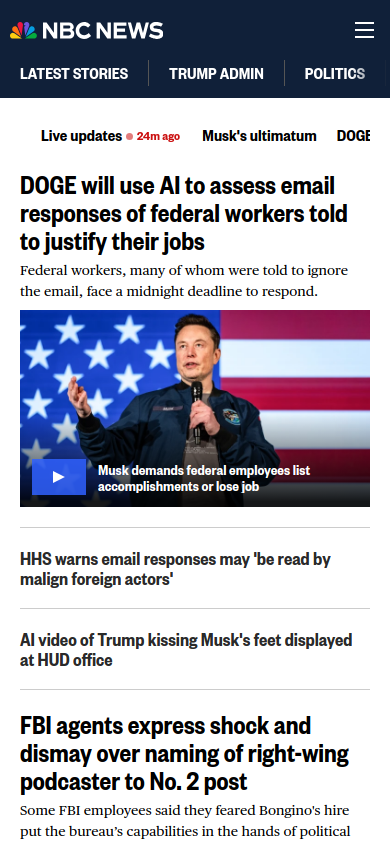 NBC NEWS
LATEST STORIES
TRUMP ADMIN
POLITICS
Live updates 24m ago
Musk's ultimatum
DOGE
DOGE will use AI to assess email
responses of federal workers told
to justify their jobs
Federal workers, many of whom were told to ignore
the email, face a midnight deadline to respond.
Musk demands federal employees list
accomplishments or lose job
HHS warns email responses may 'be read by
malign foreign actors'
AI video of Trump kissing Musk's feet displayed
at HUD office
FBI agents express shock and
dismay over naming of right-wing
podcaster to No. 2 post
Some FBI employees said they feared Bongino's hire
put the bureau’s capabilities in the hands of political